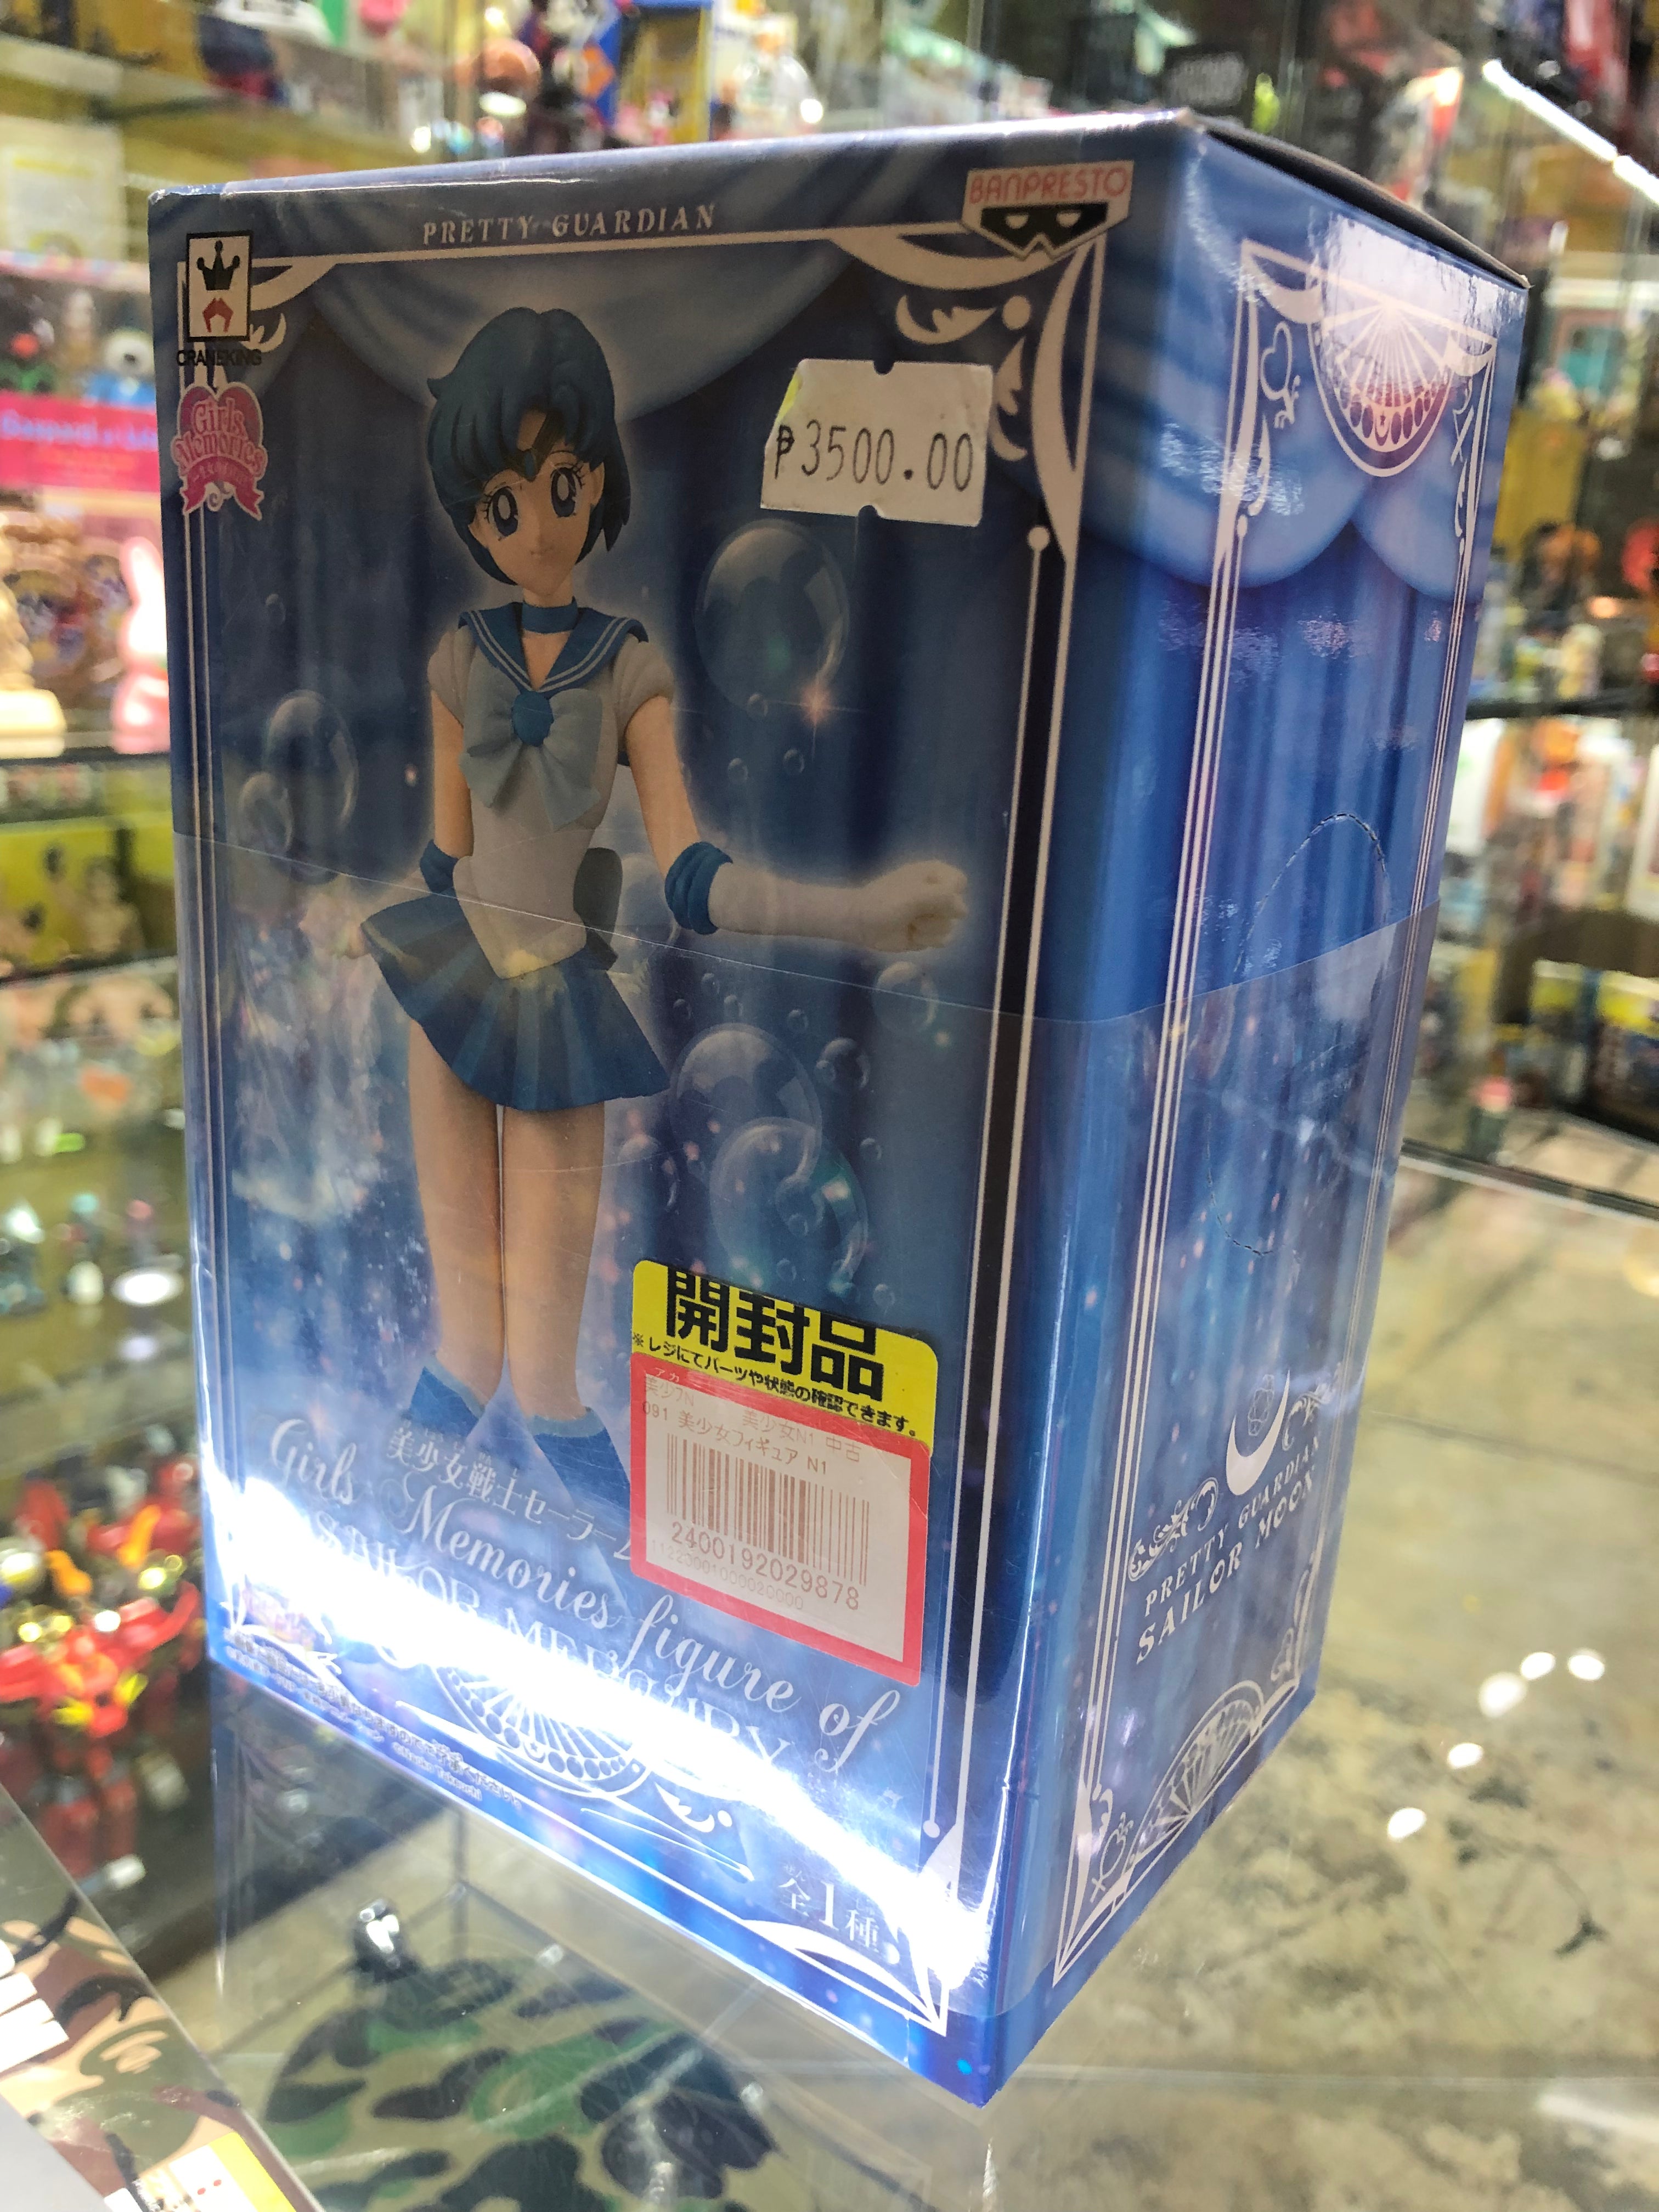 PRETTY GUARDIAN
BANPRESTO
CRANEKING
Girls
Memories
₱3500.00
開封品
※レジにてパーツや状態の確認できます。
美少女N1 中古
091 美少女フィギュア N1
2400192029878
美少女戦士セーラー
Girls Memories figure of
SAILOR MERCURY
全1種
PRETTY GUARDIAN
SAILOR MOON